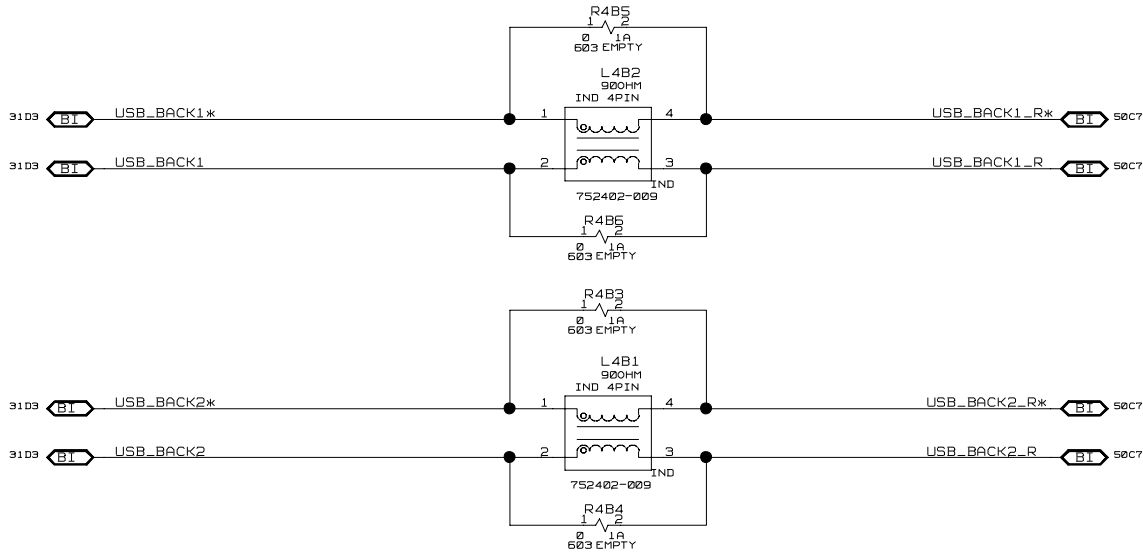 R4B5
1 2
0 1A
603 EMPTY
L4B2
90OHM
IND 4PIN
31D3 BI USB_BACK1* 1 4 USB_BACK1_R* BI 50C7
31D3 BI USB_BACK1 2 3 USB_BACK1_R BI 50C7
IND
752402-009
R4B6
1 2
0 1A
603 EMPTY
R4B3
1 2
0 1A
603 EMPTY
L4B1
90OHM
IND 4PIN
31D3 BI USB_BACK2* 1 4 USB_BACK2_R* BI 50C7
31D3 BI USB_BACK2 2 3 USB_BACK2_R BI 50C7
IND
752402-009
R4B4
1 2
0 1A
603 EMPTY